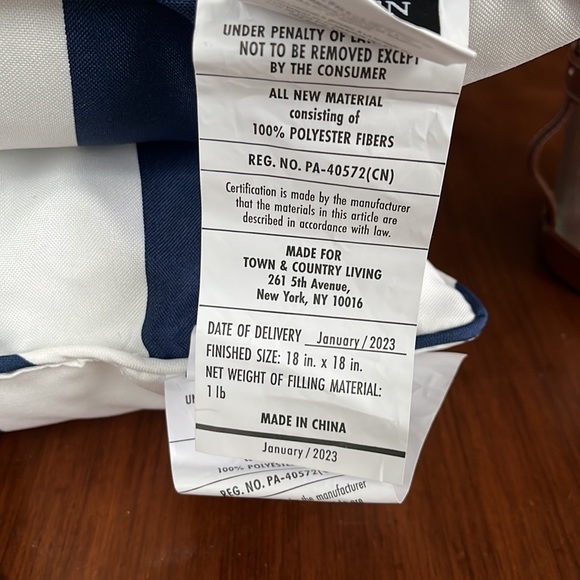 UNDER PENALTY OF
NOT TO BE REMOVED EXCEPT
BY THE CONSUMER
ALL NEW MATERIAL
consisting of
100% POLYESTER FIBERS
REG. NO. PA-40572(CN)
Certification is made by the manufacturer
that the materials in this article are
described in accordance with law.
MADE FOR
TOWN & COUNTRY LIVING
261 5th Avenue,
New York, NY 10016
DATE OF DELIVERY January/2023
FINISHED SIZE: 18 in. x 18 in.
NET WEIGHT OF FILLING MATERIAL:
1 lb
MADE IN CHINA
January/2023
100%
REG. NO. PA-40572(
the manufacturer
are